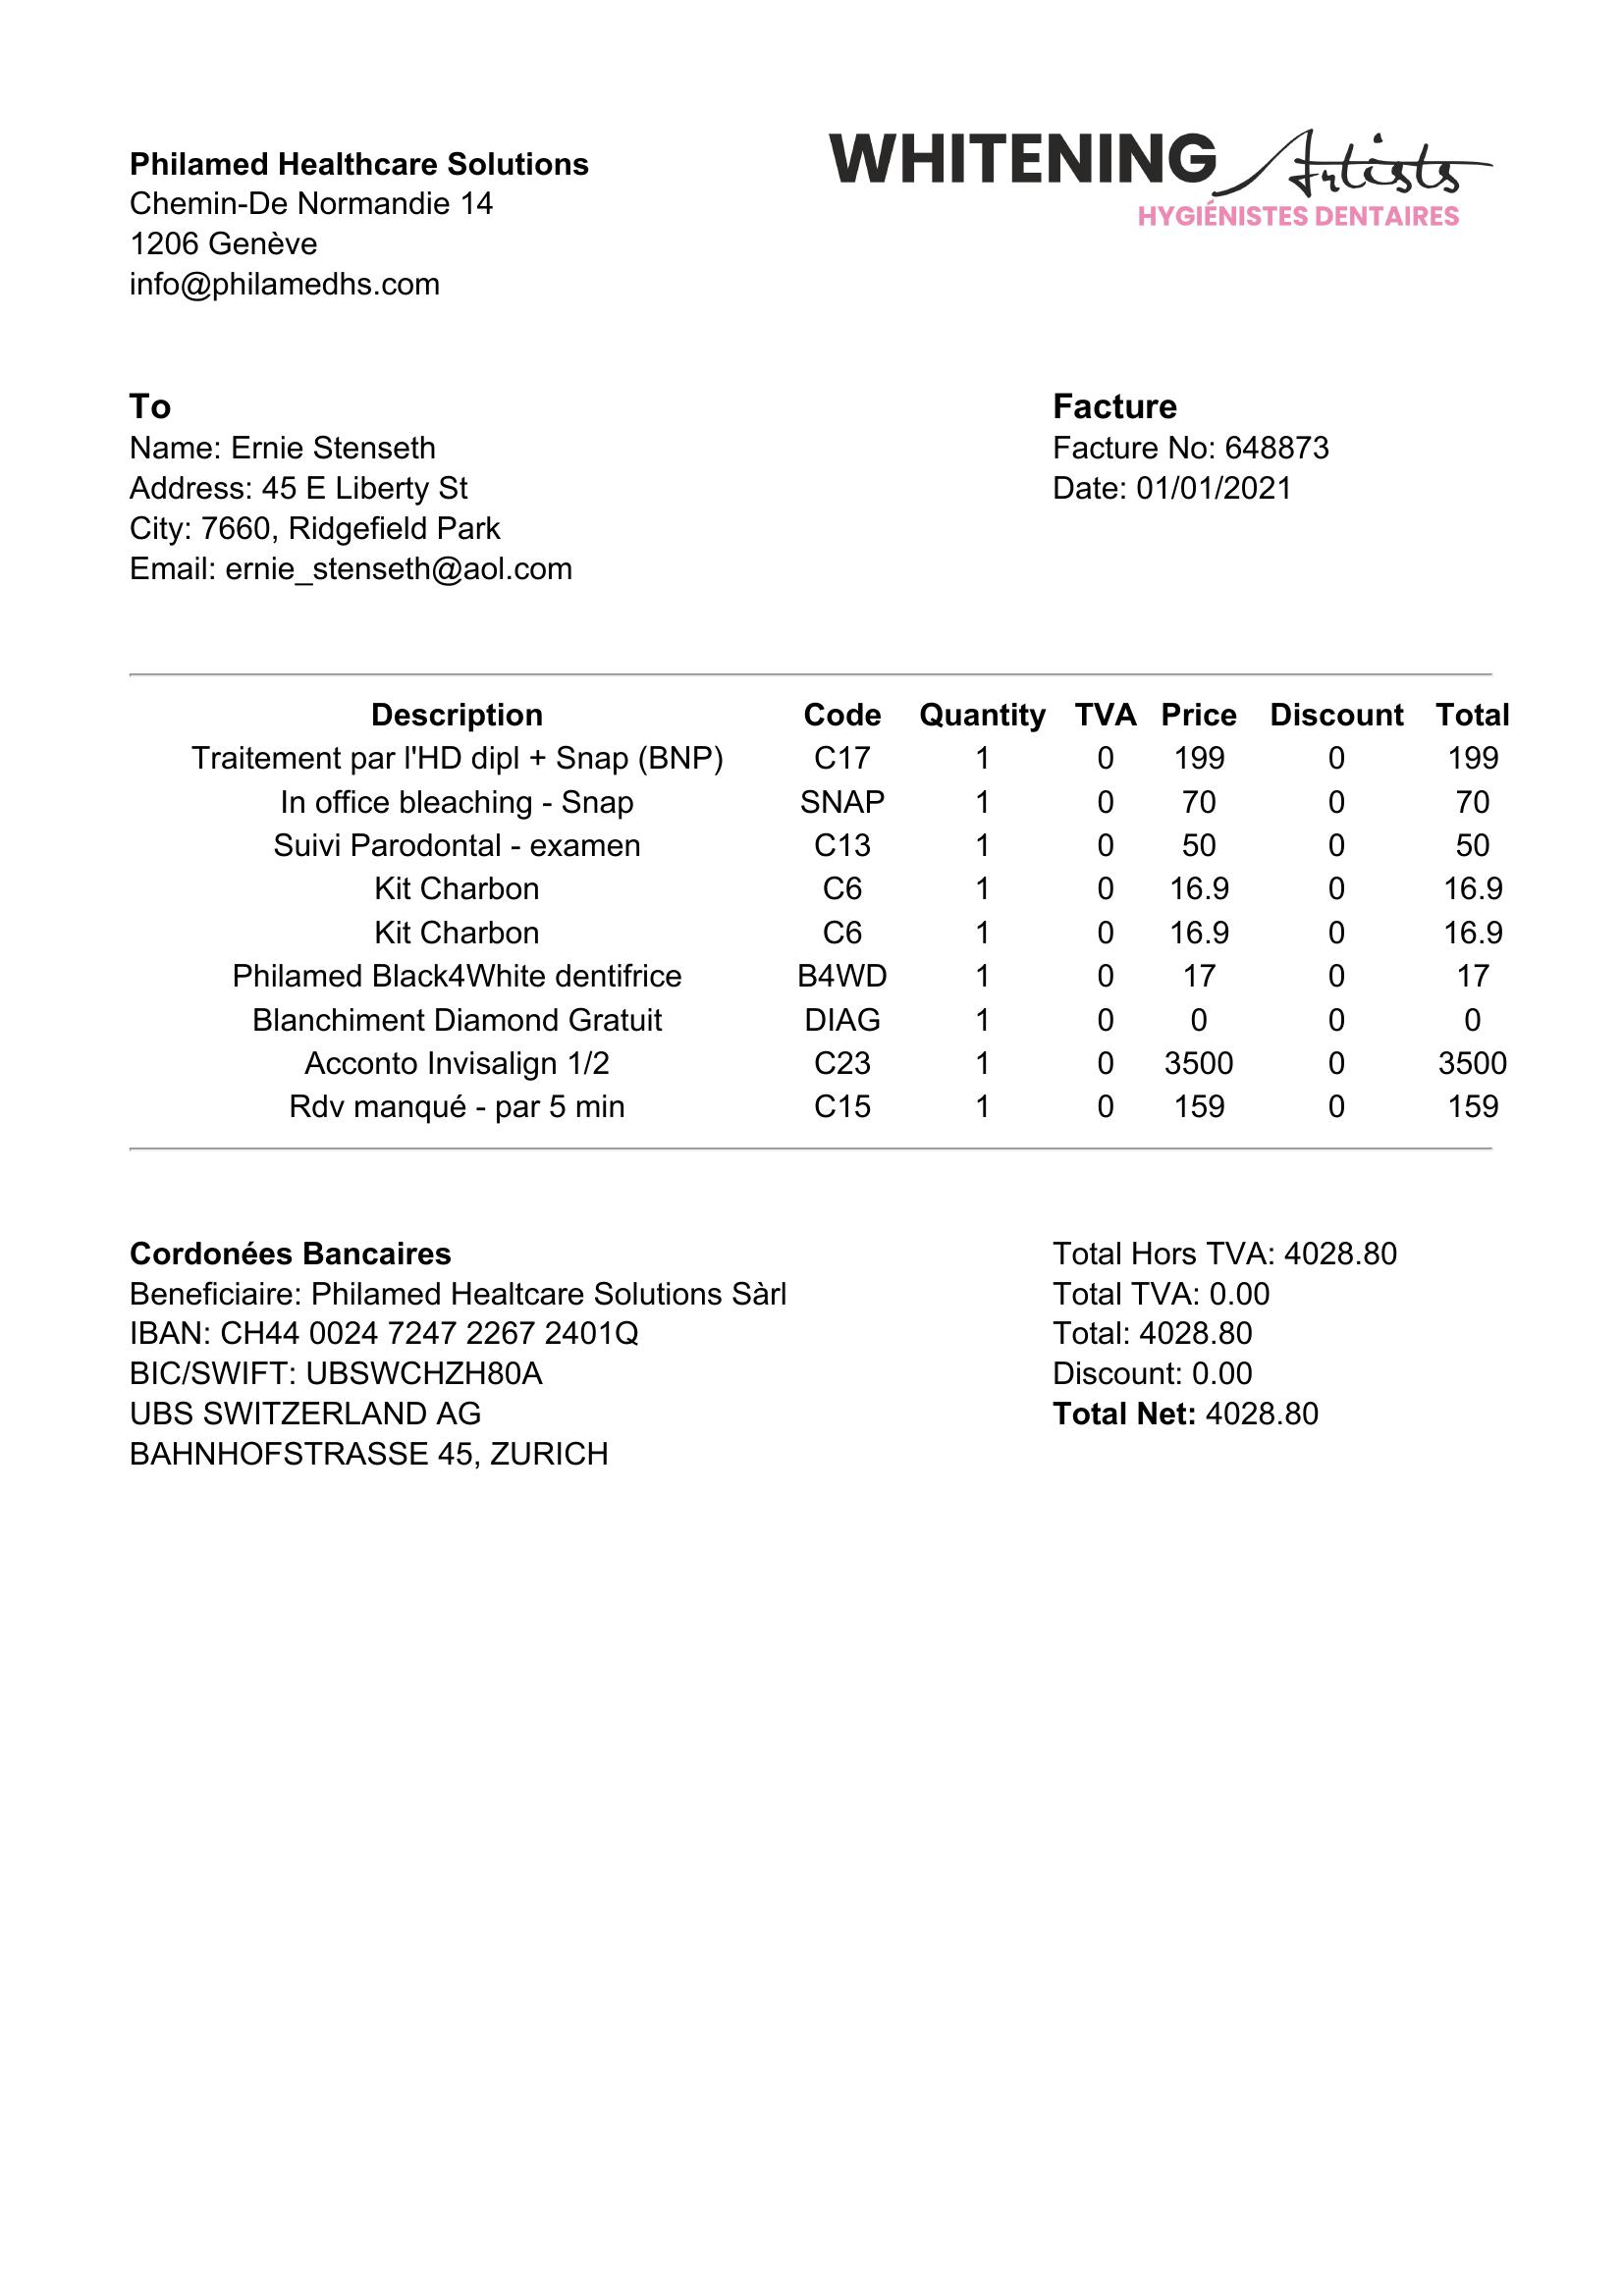 Philamed Healthcare Solutions
Chemin-De Normandie 14
1206 Genève
info@philamedhs.com
WHITENING Artists
HYGIÉNISTES DENTAIRES
To
Name: Ernie Stenseth
Address: 45 E Liberty St
City: 7660, Ridgefield Park
Email: ernie_stenseth@aol.com
Facture
Facture No: 648873
Date: 01/01/2021
Description Code Quantity TVA Price Discount Total
Traitement par l'HD dipl + Snap (BNP) C17 1 0 199 0 199
In office bleaching - Snap SNAP 1 0 70 0 70
Suivi Parodontal - examen C13 1 0 50 0 50
Kit Charbon C6 1 0 16.9 0 16.9
Kit Charbon C6 1 0 16.9 0 16.9
Philamed Black4White dentifrice B4WD 1 0 17 0 17
Blanchiment Diamond Gratuit DIAG 1 0 0 0 0
Acconto Invisalign 1/2 C23 1 0 3500 0 3500
Rdv manqué - par 5 min C15 1 0 159 0 159
Cordonées Bancaires
Beneficiaire: Philamed Healtcare Solutions Sàrl
IBAN: CH44 0024 7247 2267 2401Q
BIC/SWIFT: UBSWCHZH80A
UBS SWITZERLAND AG
BAHNHOFSTRASSE 45, ZURICH
Total Hors TVA: 4028.80
Total TVA: 0.00
Total: 4028.80
Discount: 0.00
Total Net: 4028.80